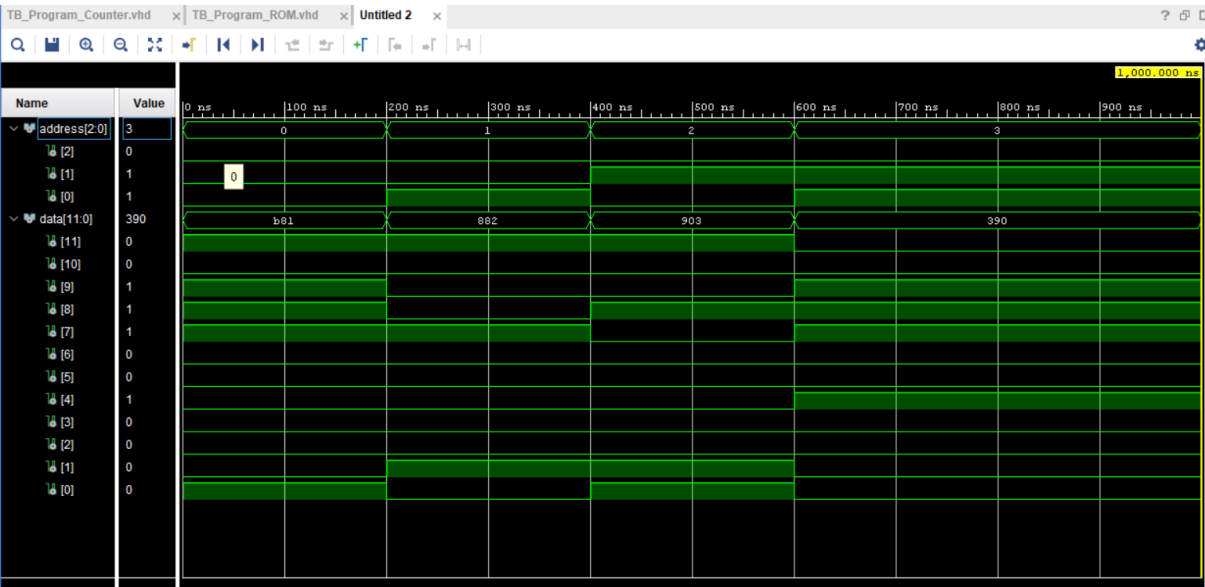 TB_Program_Counter.vhd × TB_Program_ROM.vhd × Untitled 2 ×
1,000.000 ns
Name Value 0 ns 100 ns 200 ns 300 ns 400 ns 500 ns 600 ns 700 ns 800 ns 900 ns
address[2:0] 3 0 1 2 3
[2] 0
[1] 1 0
[0] 1
data[11:0] 390 b81 882 903 390
[11] 0
[10] 0
[9] 1
[8] 1
[7] 1
[6] 0
[5] 0
[4] 1
[3] 0
[2] 0
[1] 0
[0] 0